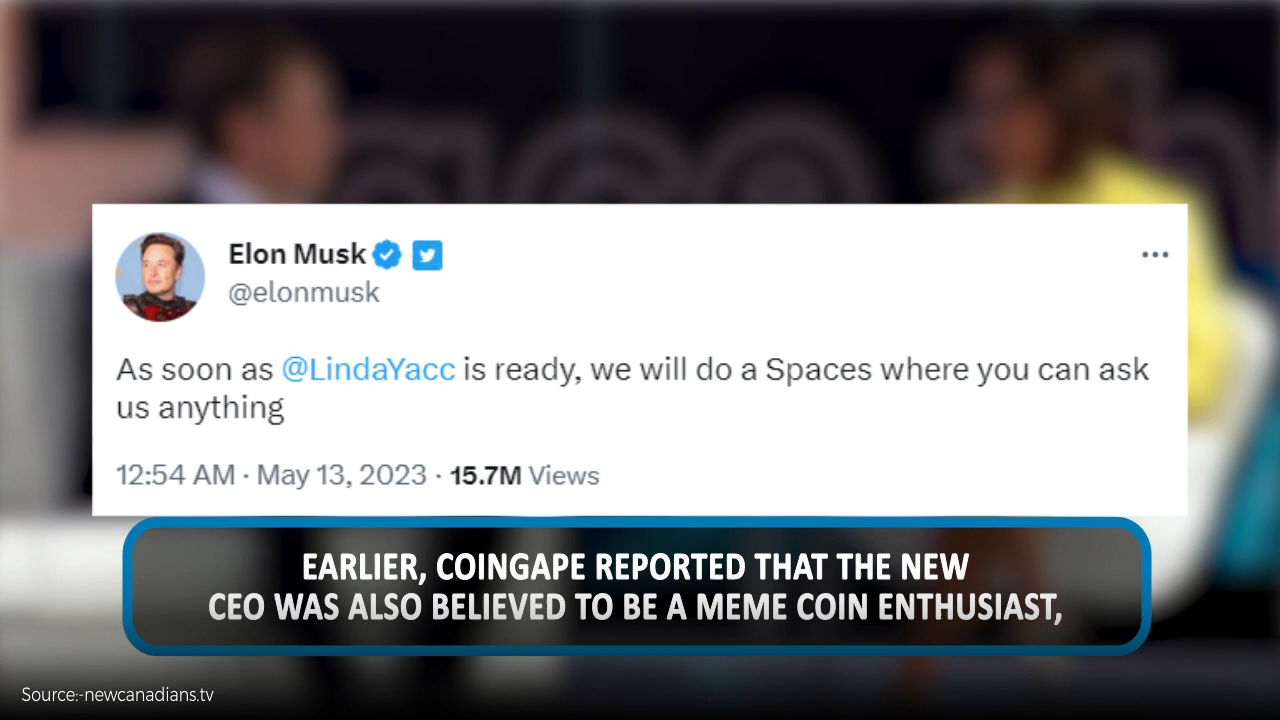 Elon Musk
@elonmusk
As soon as @LindaYacc is ready, we will do a Spaces where you can ask
us anything
12:54 AM · May 13, 2023 · 15.7M Views
EARLIER, COINGAPE REPORTED THAT THE NEW
CEO WAS ALSO BELIEVED TO BE A MEME COIN ENTHUSIAST,
Source:-newcanadians.tv